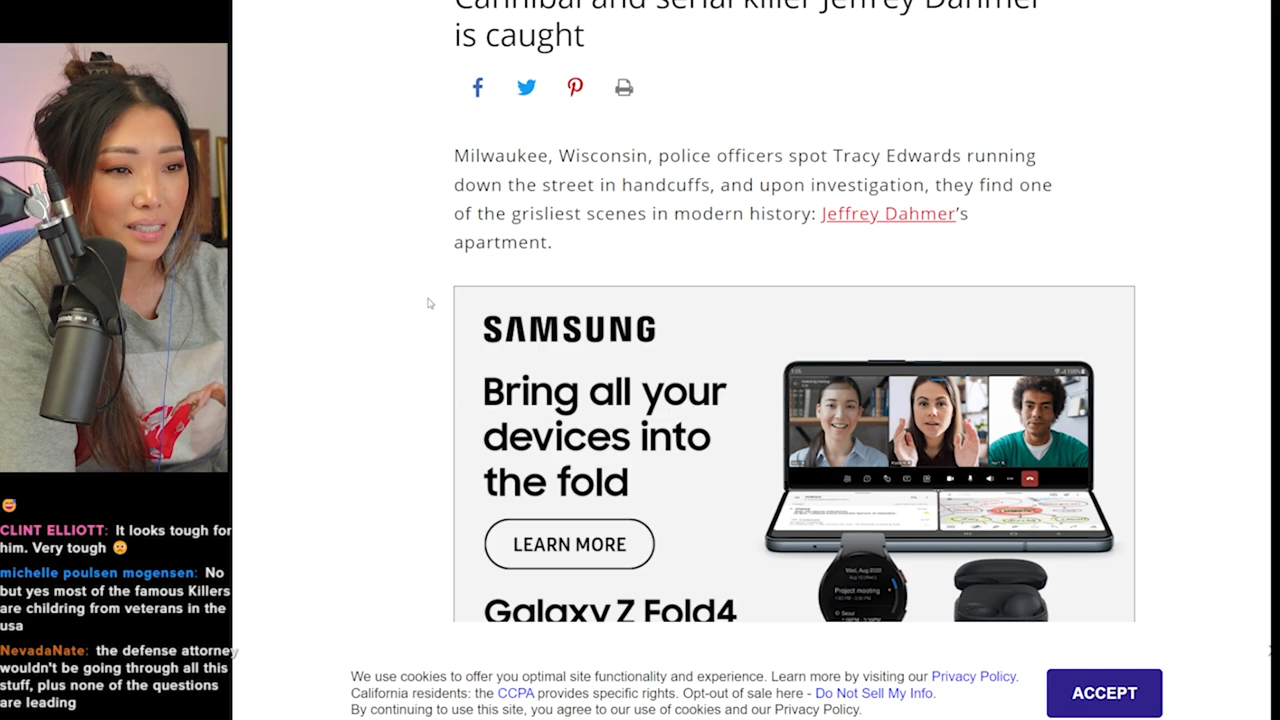 Cannibal and serial killer Jeffrey Dahmer
is caught
Milwaukee, Wisconsin, police officers spot Tracy Edwards running
down the street in handcuffs, and upon investigation, they find one
of the grisliest scenes in modern history: Jeffrey Dahmer’s
apartment.
SAMSUNG
Bring all your
devices into
the fold
LEARN MORE
Galaxy Z Fold4
Project meeting
Seoul
CLINT ELLIOTT: It looks tough for
him. Very tough 🙁
michelle poulsen mogensen: No
but yes most of the famous Killers
are childring from veterans in the
usa
NevadaNate: the defense attorney
wouldn't be going through all this
stuff, plus none of the questions
are leading
We use cookies to offer you optimal site functionality and experience. Learn more by visiting our Privacy Policy.
California residents: the CCPA provides specific rights. Opt-out of sale here - Do Not Sell My Info.
By continuing to use this site, you agree to our use of cookies and our Privacy Policy.
ACCEPT